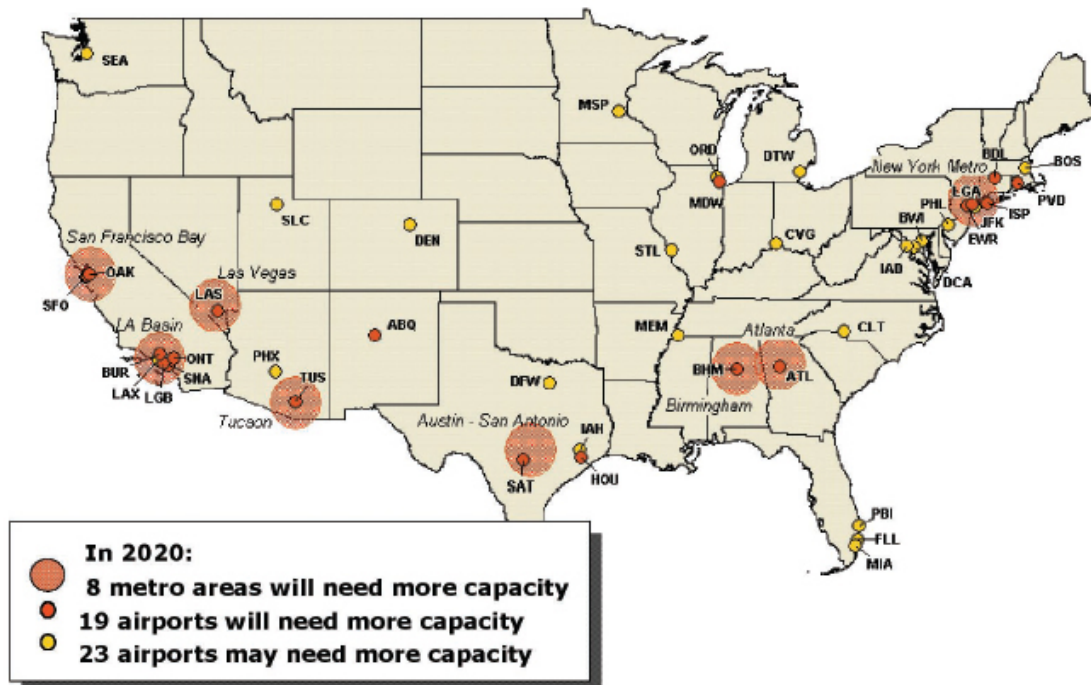 SEA
MSP
ORD
DTW
New York Metro
BDL
BOS
MDW
LGA
PVD
SLC
DEN
PHL
ISP
JFK
EWR
San Francisco Bay
OAK
SFO
Las Vegas
LAS
STL
CVG
BWI
IAD
DCA
LA Basin
ONT
BUR
SNA
LAX
LGB
ABQ
MEM
Atlanta
CLT
PHX
TUS
Tucson
DFW
BHM
ATL
Birmingham
Austin - San Antonio
IAH
SAT
HOU
PBI
FLL
MIA
In 2020:
8 metro areas will need more capacity
19 airports will need more capacity
23 airports may need more capacity